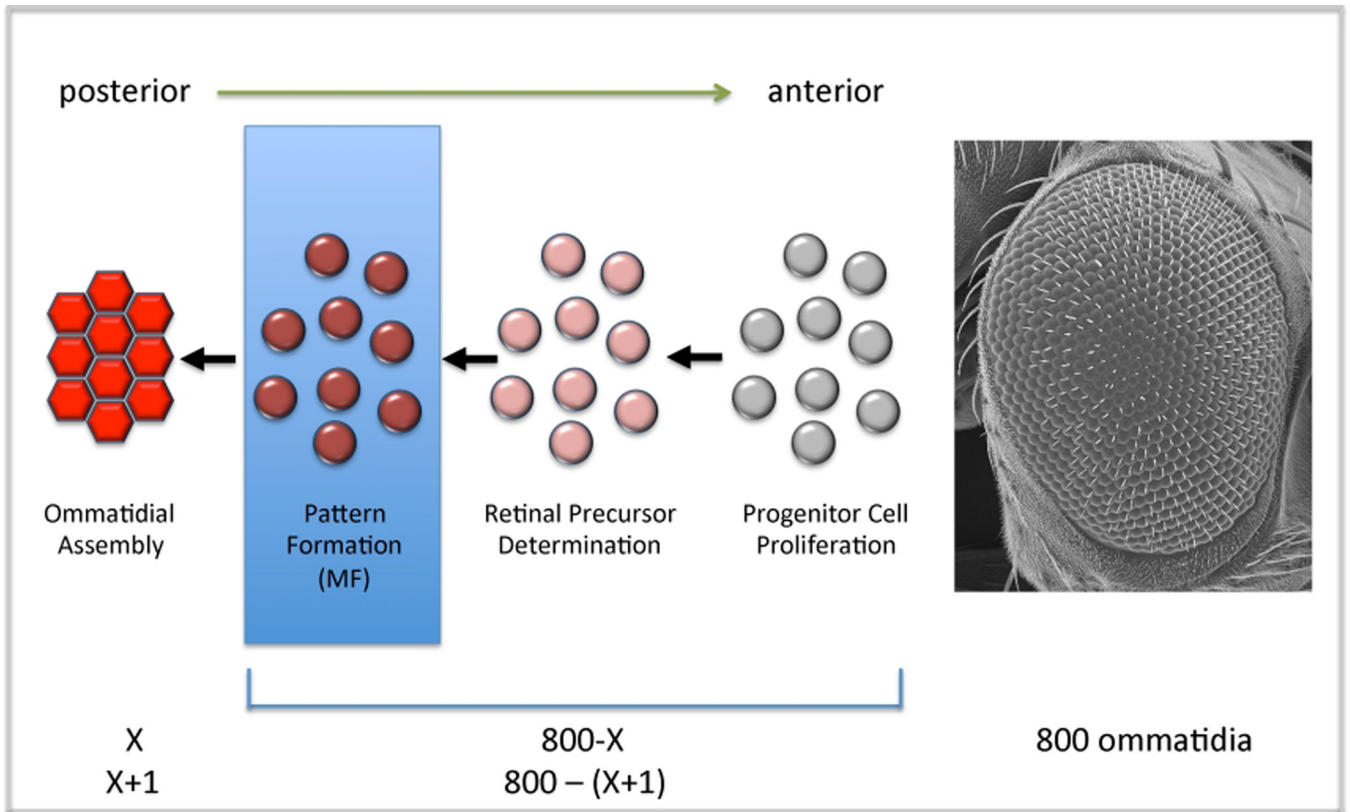 posterior
anterior
Ommatidial
Assembly
Pattern
Formation
(MF)
Retinal Precursor
Determination
Progenitor Cell
Proliferation
X
X+1
800-X
800 – (X+1)
800 ommatidia